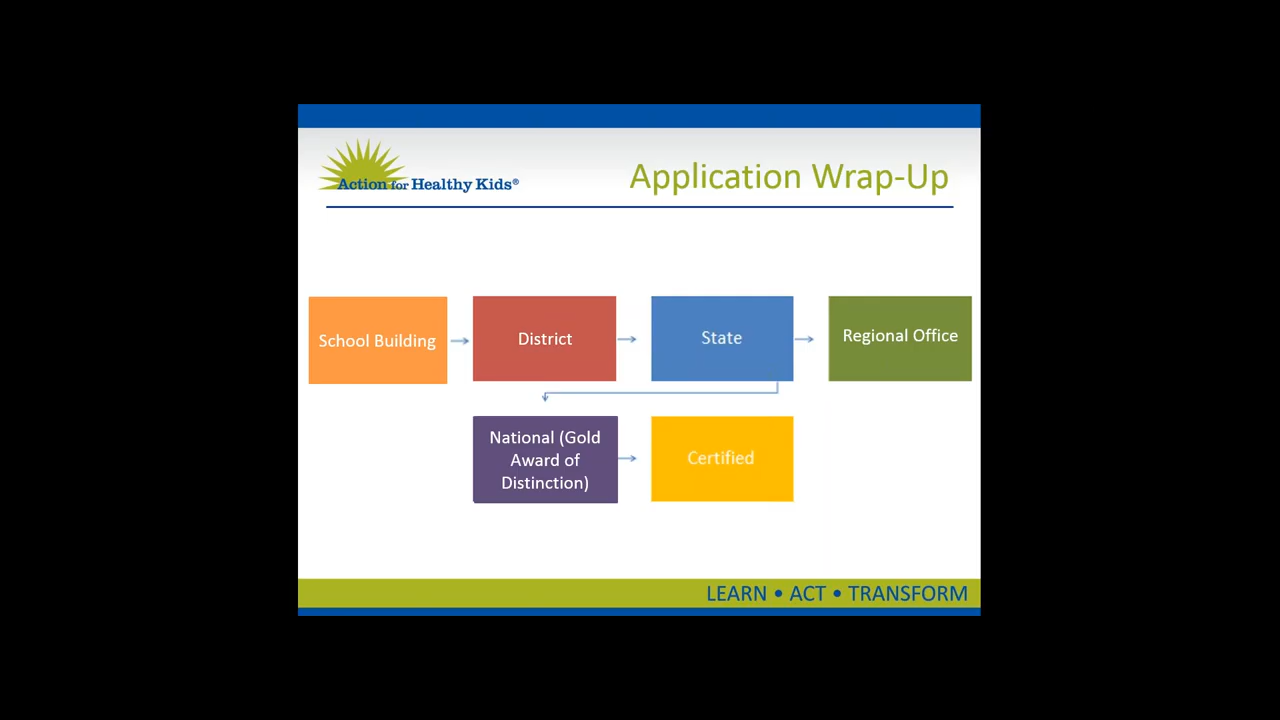 Action for Healthy Kids®
Application Wrap-Up
School Building
District
State
Regional Office
National (Gold
Award of
Distinction)
Certified
LEARN • ACT • TRANSFORM